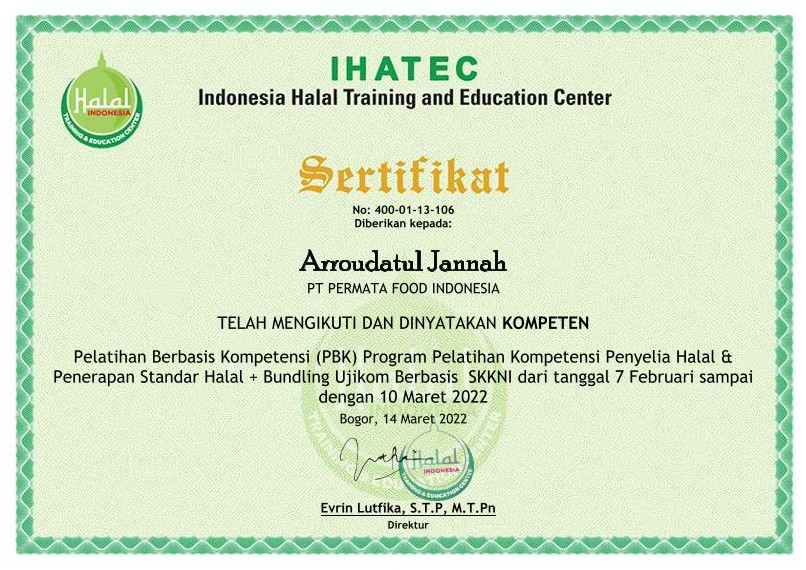 IHATEC
Indonesia Halal Training and Education Center
Halal
INDONESIA
TRAINING & EDUCATION CENTER
Sertifikat
No: 400-01-13-106
Diberikan kepada:
Arroudatul Jannah
PT PERMATA FOOD INDONESIA
TELAH MENGIKUTI DAN DINYATAKAN KOMPETEN
Pelatihan Berbasis Kompetensi (PBK) Program Pelatihan Kompetensi Penyelia Halal &
Penerapan Standar Halal + Bundling Ujikom Berbasis SKKNI dari tanggal 7 Februari sampai
dengan 10 Maret 2022
Bogor, 14 Maret 2022
Halal
INDONESIA
TRAINING & EDUCATION CENTER
Evrin Lutfika, S.T.P, M.T.Pn
Direktur